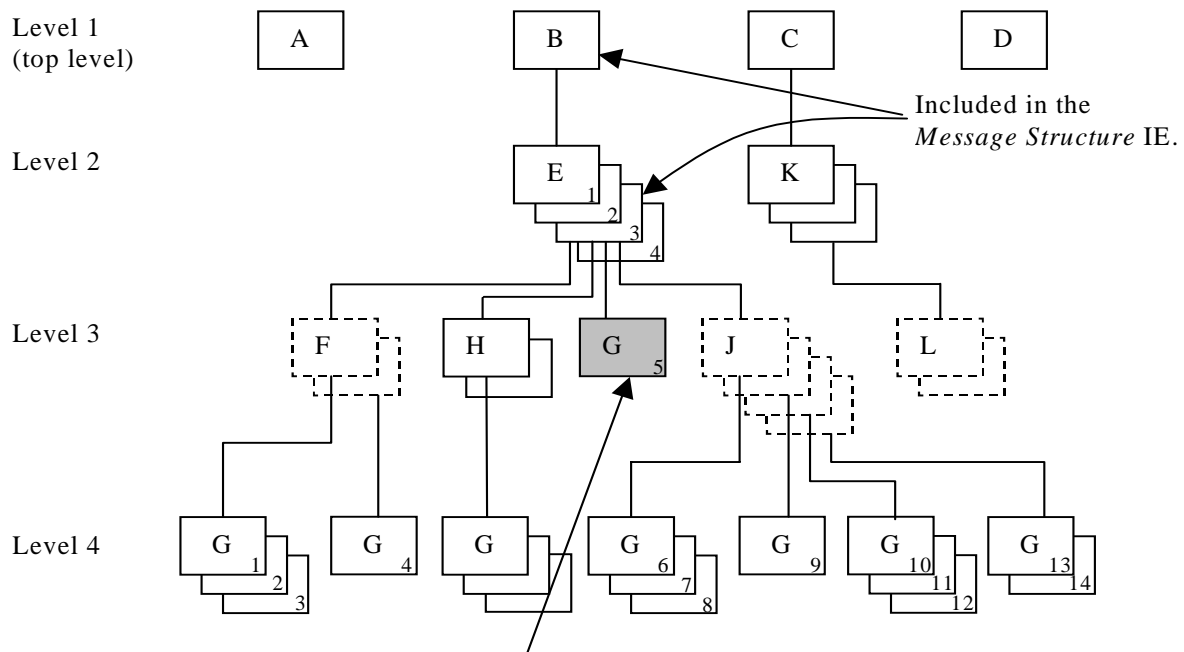 Level 1
(top level)
A
B
C
D
Included in the
Message Structure IE.
Level 2
E
1
2
3
4
K
Level 3
F
H
G
5
J
L
Level 4
G
1
2
3
G
4
G
G
6
7
8
G
9
G
10
11
12
G
13
14